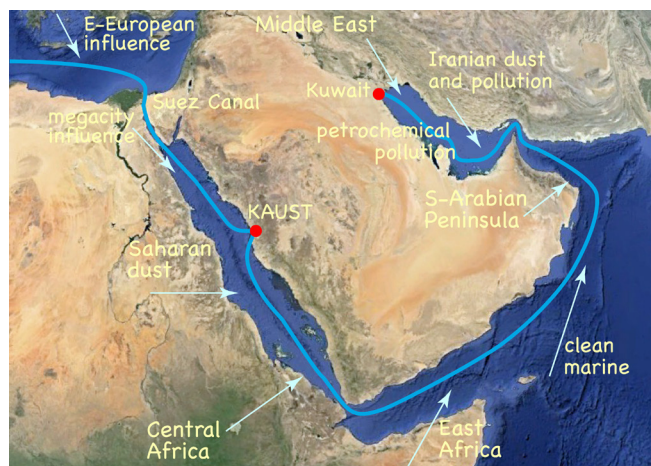 E-European
influence
Middle East
Iranian dust
and pollution
Kuwait
Suez Canal
megacity
influence
petrochemical
pollution
S-Arabian
Peninsula
KAUST
Saharan
dust
clean
marine
Central
Africa
East
Africa